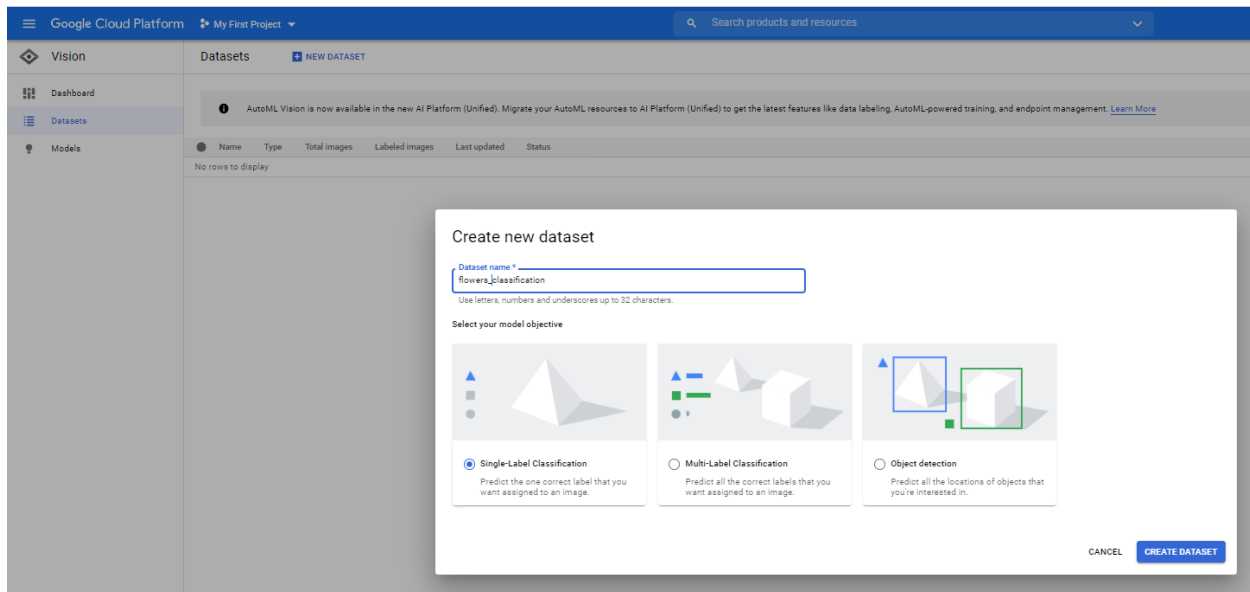 Google Cloud Platform My First Project Search products and resources
Vision Datasets NEW DATASET
Dashboard
AutoML Vision is now available in the new AI Platform (Unified). Migrate your AutoML resources to AI Platform (Unified) to get the latest features like data labeling, AutoML-powered training, and endpoint management. Learn More
Datasets
Models
Name Type Total images Labeled images Last updated Status
No rows to display
Create new dataset
Dataset name *
flowers_classification
Use letters, numbers and underscores up to 32 characters.
Select your model objective
Single-Label Classification
Predict the one correct label that you
want assigned to an image.
Multi-Label Classification
Predict all the correct labels that you
want assigned to an image.
Object detection
Predict all the locations of objects that
you're interested in.
CANCEL CREATE DATASET